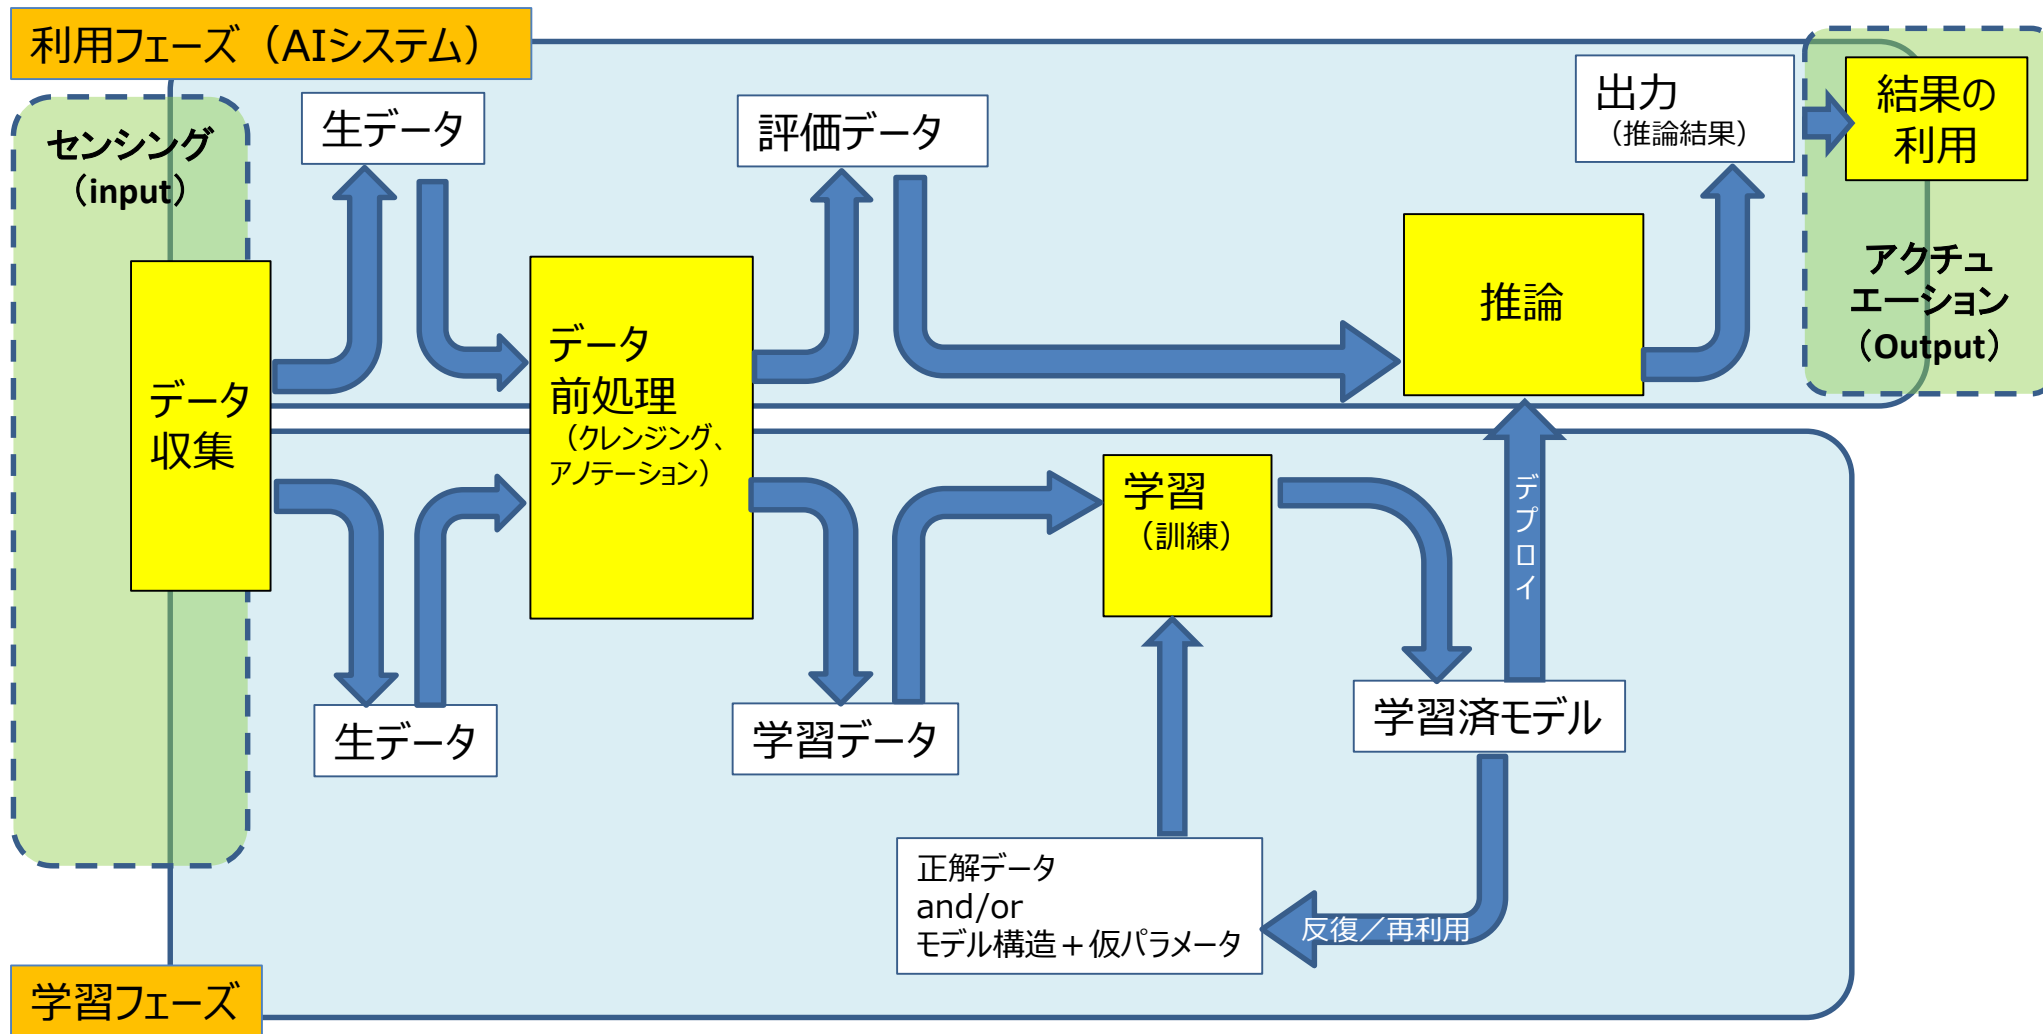 利用フェーズ（AIシステム）
センシング
（input）
生データ
評価データ
出力
（推論結果）
結果の
利用
アクチュ
エーション
（Output）
データ
収集
データ
前処理
（クレンジング、
アノテーション）
推論
デプロイ
学習
（訓練）
生データ
学習データ
学習済モデル
正解データ
and/or
モデル構造＋仮パラメータ
反復／再利用
学習フェーズ